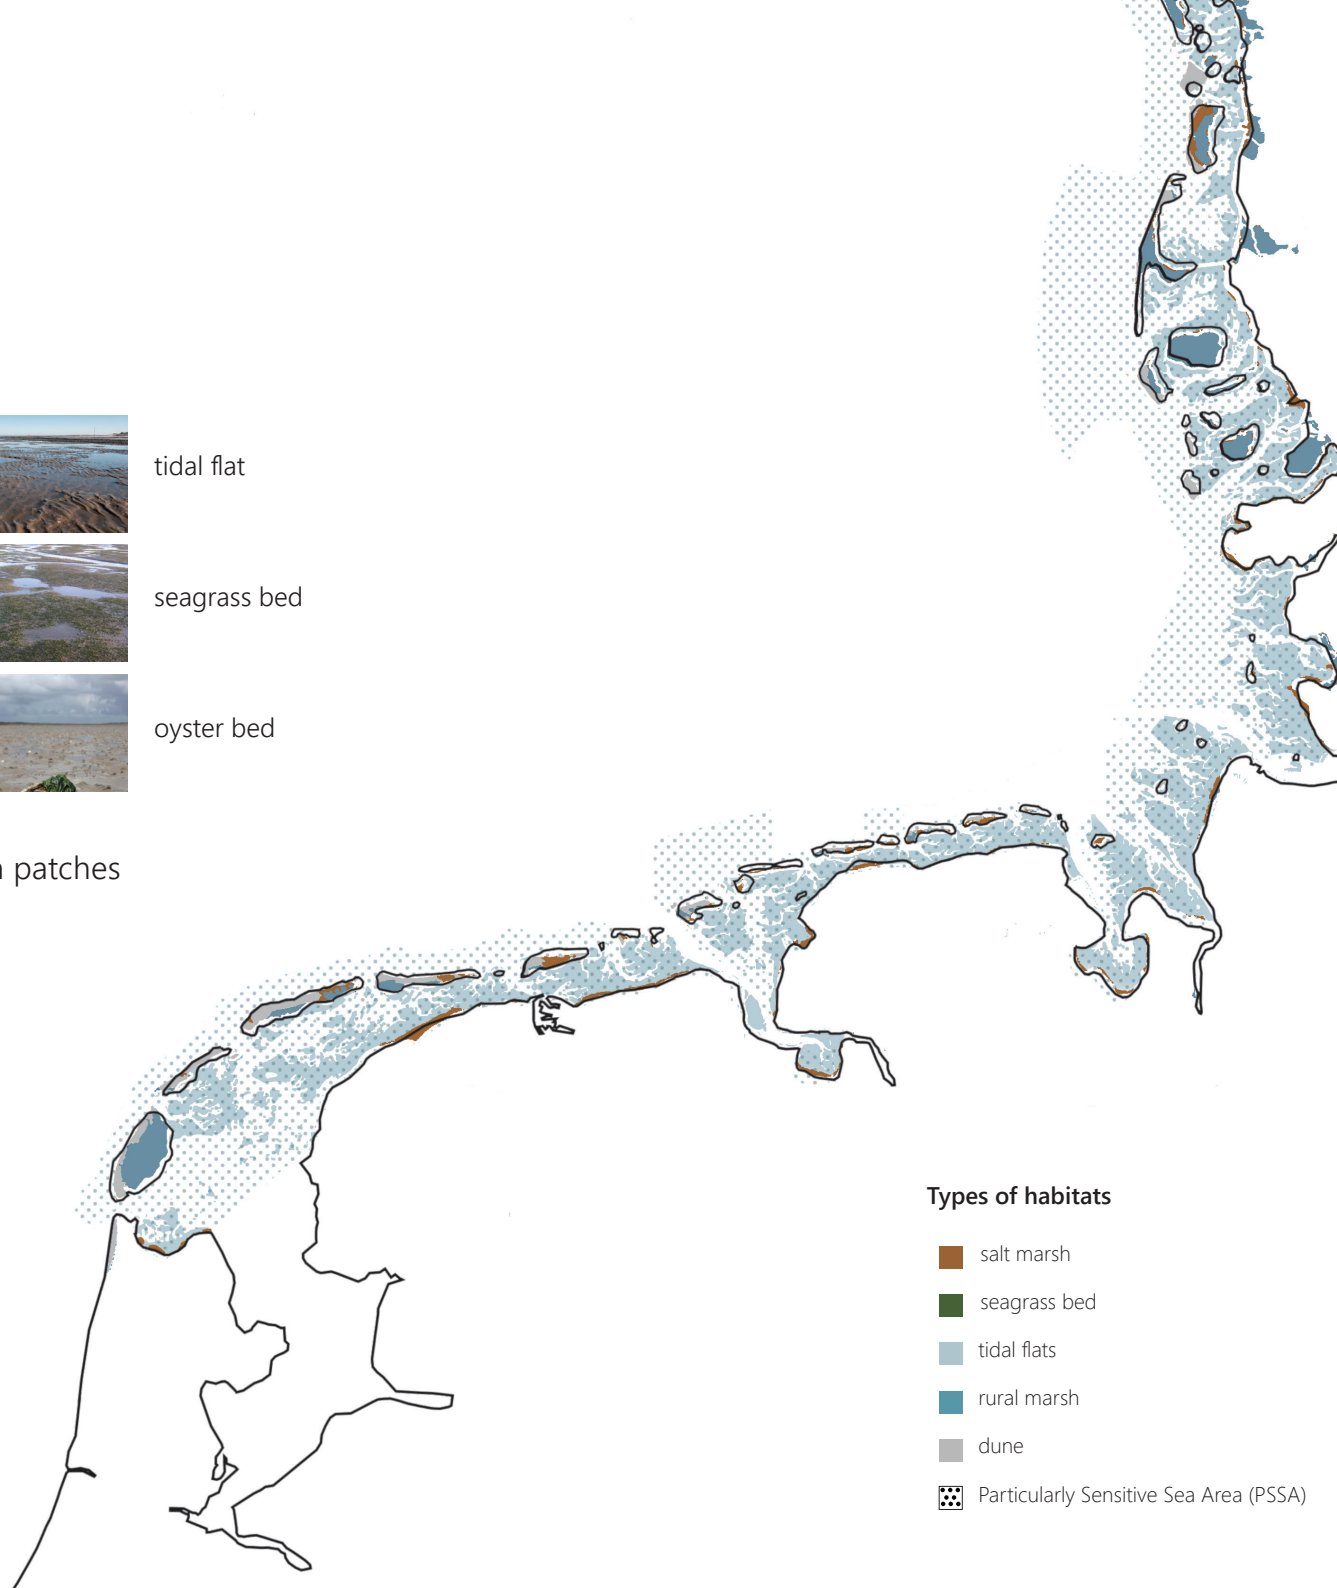 tidal flat
seagrass bed
oyster bed
patches
Types of habitats
salt marsh
seagrass bed
tidal flats
rural marsh
dune
Particularly Sensitive Sea Area (PSSA)